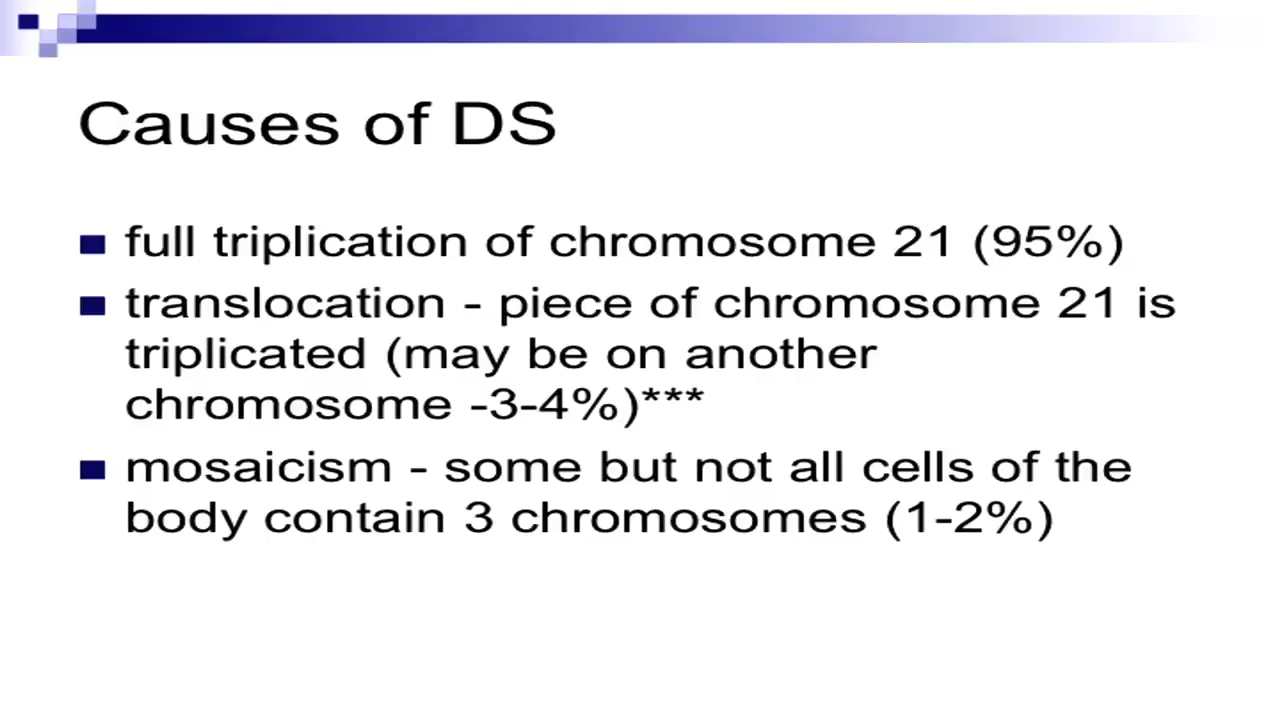 Causes of DS
full triplication of chromosome 21 (95%)
translocation - piece of chromosome 21 is
triplicated (may be on another
chromosome -3-4%)***
mosaicism - some but not all cells of the
body contain 3 chromosomes (1-2%)